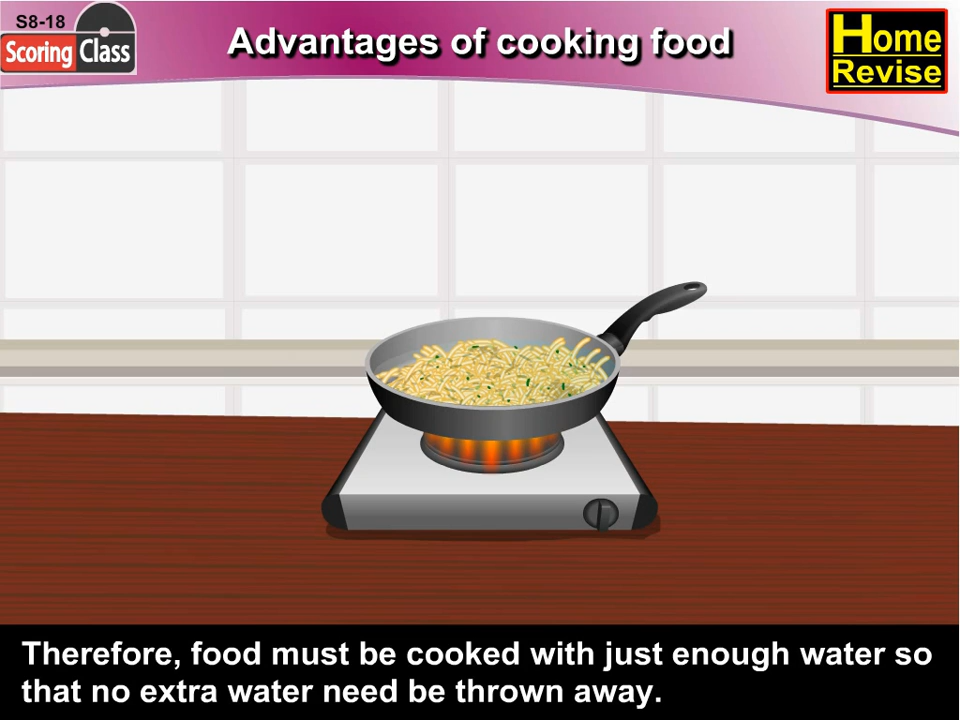 S8-18
Scoring Class
Advantages of cooking food
Home
Revise
Therefore, food must be cooked with just enough water so
that no extra water need be thrown away.